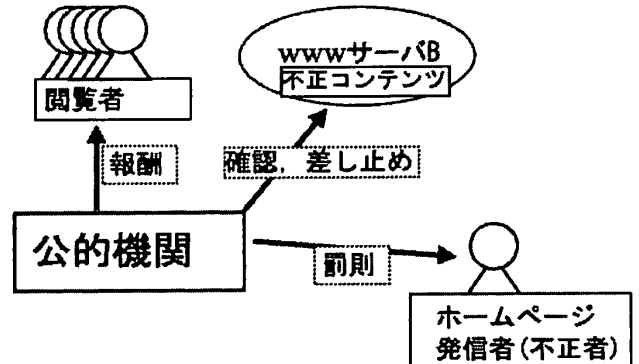 wwwサーバB
不正コンテンツ
閲覧者
報酬
確認，差し止め
公的機関
罰則
ホームページ
発信者(不正者)